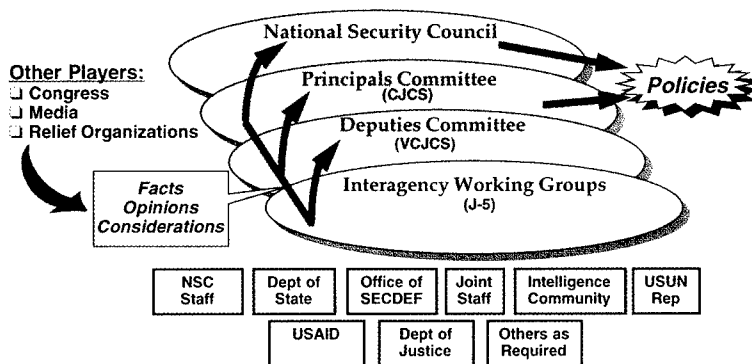 National Security Council
Other Players:
❑ Congress
❑ Media
❑ Relief Organizations
Principals Committee
(CJCS)
Policies
Deputies Committee
(VCJCS)
Facts
Opinions
Considerations
Interagency Working Groups
(J-5)
NSC
Staff
Dept of
State
Office of
SECDEF
Joint
Staff
Intelligence
Community
USUN
Rep
USAID
Dept of
Justice
Others as
Required